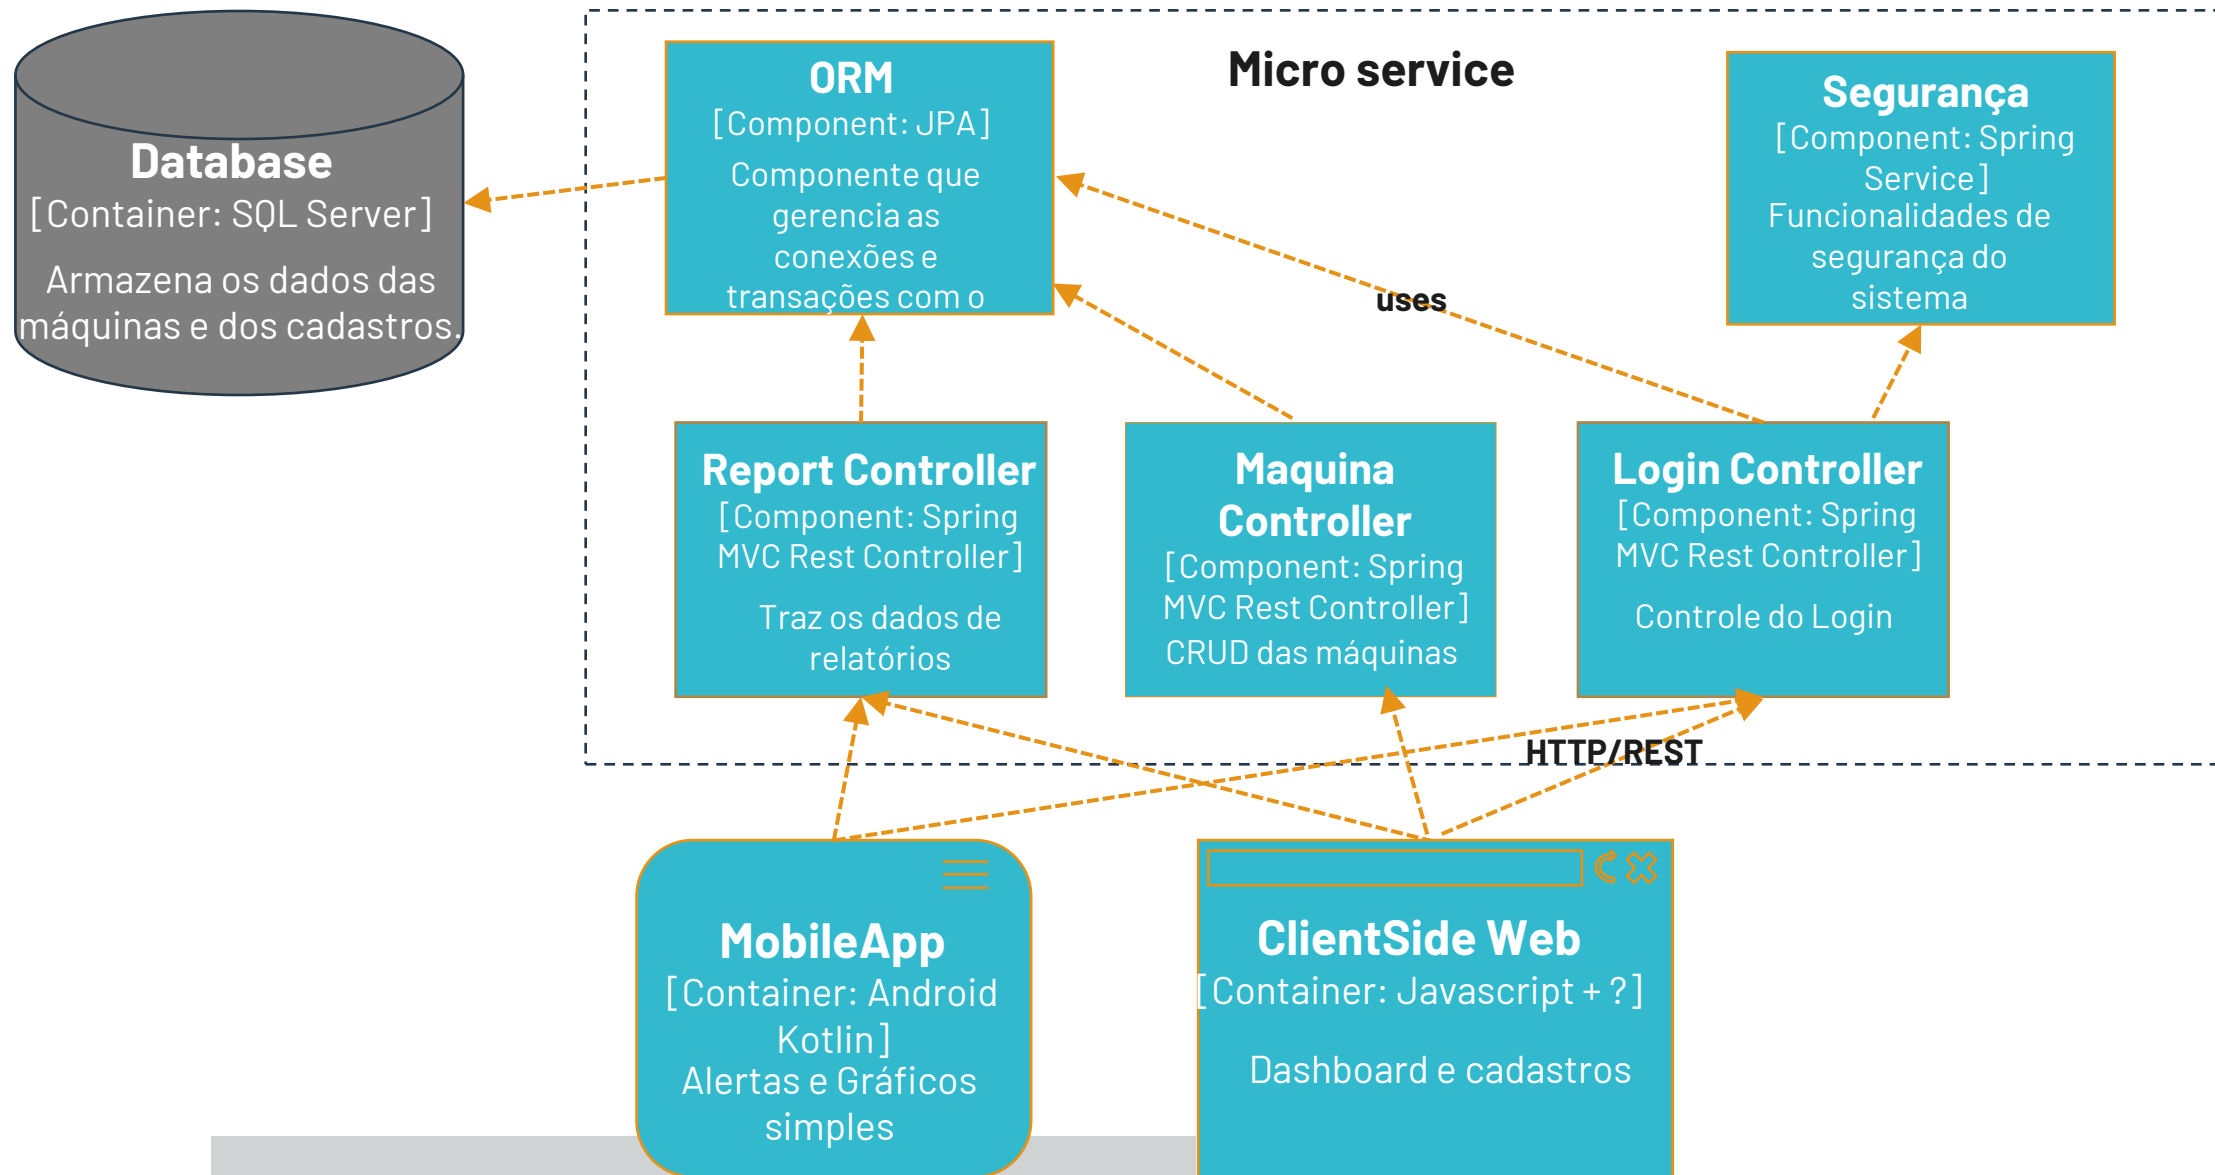 Database
[Container: SQL Server]
Armazena os dados das
máquinas e dos cadastros.
Micro service
ORM
[Component: JPA]
Componente que
gerencia as
conexões e
transações com o
Segurança
[Component: Spring
Service]
Funcionalidades de
segurança do
sistema
uses
Report Controller
[Component: Spring
MVC Rest Controller]
Traz os dados de
relatórios
Maquina
Controller
[Component: Spring
MVC Rest Controller]
CRUD das máquinas
Login Controller
[Component: Spring
MVC Rest Controller]
Controle do Login
HTTP/REST
MobileApp
[Container: Android
Kotlin]
Alertas e Gráficos
simples
ClientSide Web
[Container: Javascript + ?]
Dashboard e cadastros